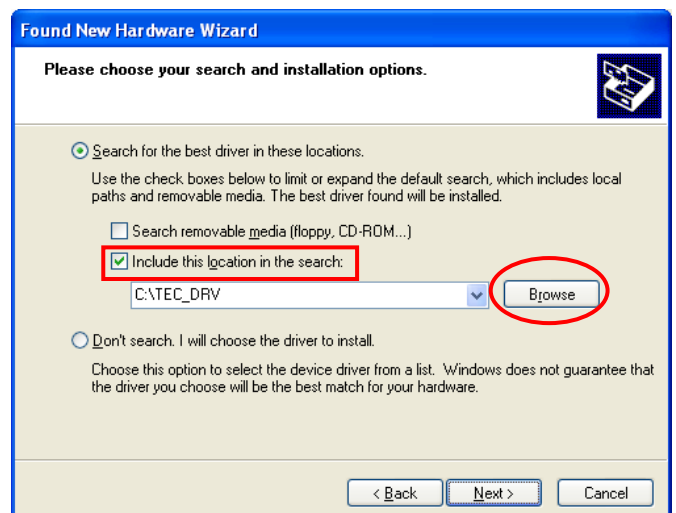 Found New Hardware Wizard
Please choose your search and installation options.
Search for the best driver in these locations.
Use the check boxes below to limit or expand the default search, which includes local
paths and removable media. The best driver found will be installed.
Search removable media (floppy, CD-ROM...)
Include this location in the search:
C:\TEC_DRV
Browse
Don't search. I will choose the driver to install.
Choose this option to select the device driver from a list. Windows does not guarantee that
the driver you choose will be the best match for your hardware.
< Back
Next >
Cancel